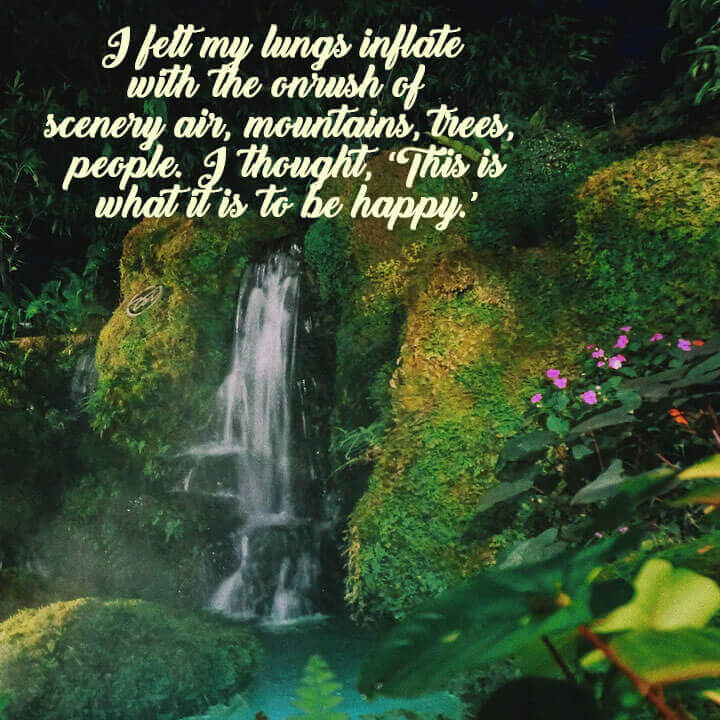 I felt my lungs inflate
with the onrush of
scenery air, mountains, trees,
people. I thought, ‘This is
what it is to be happy.’